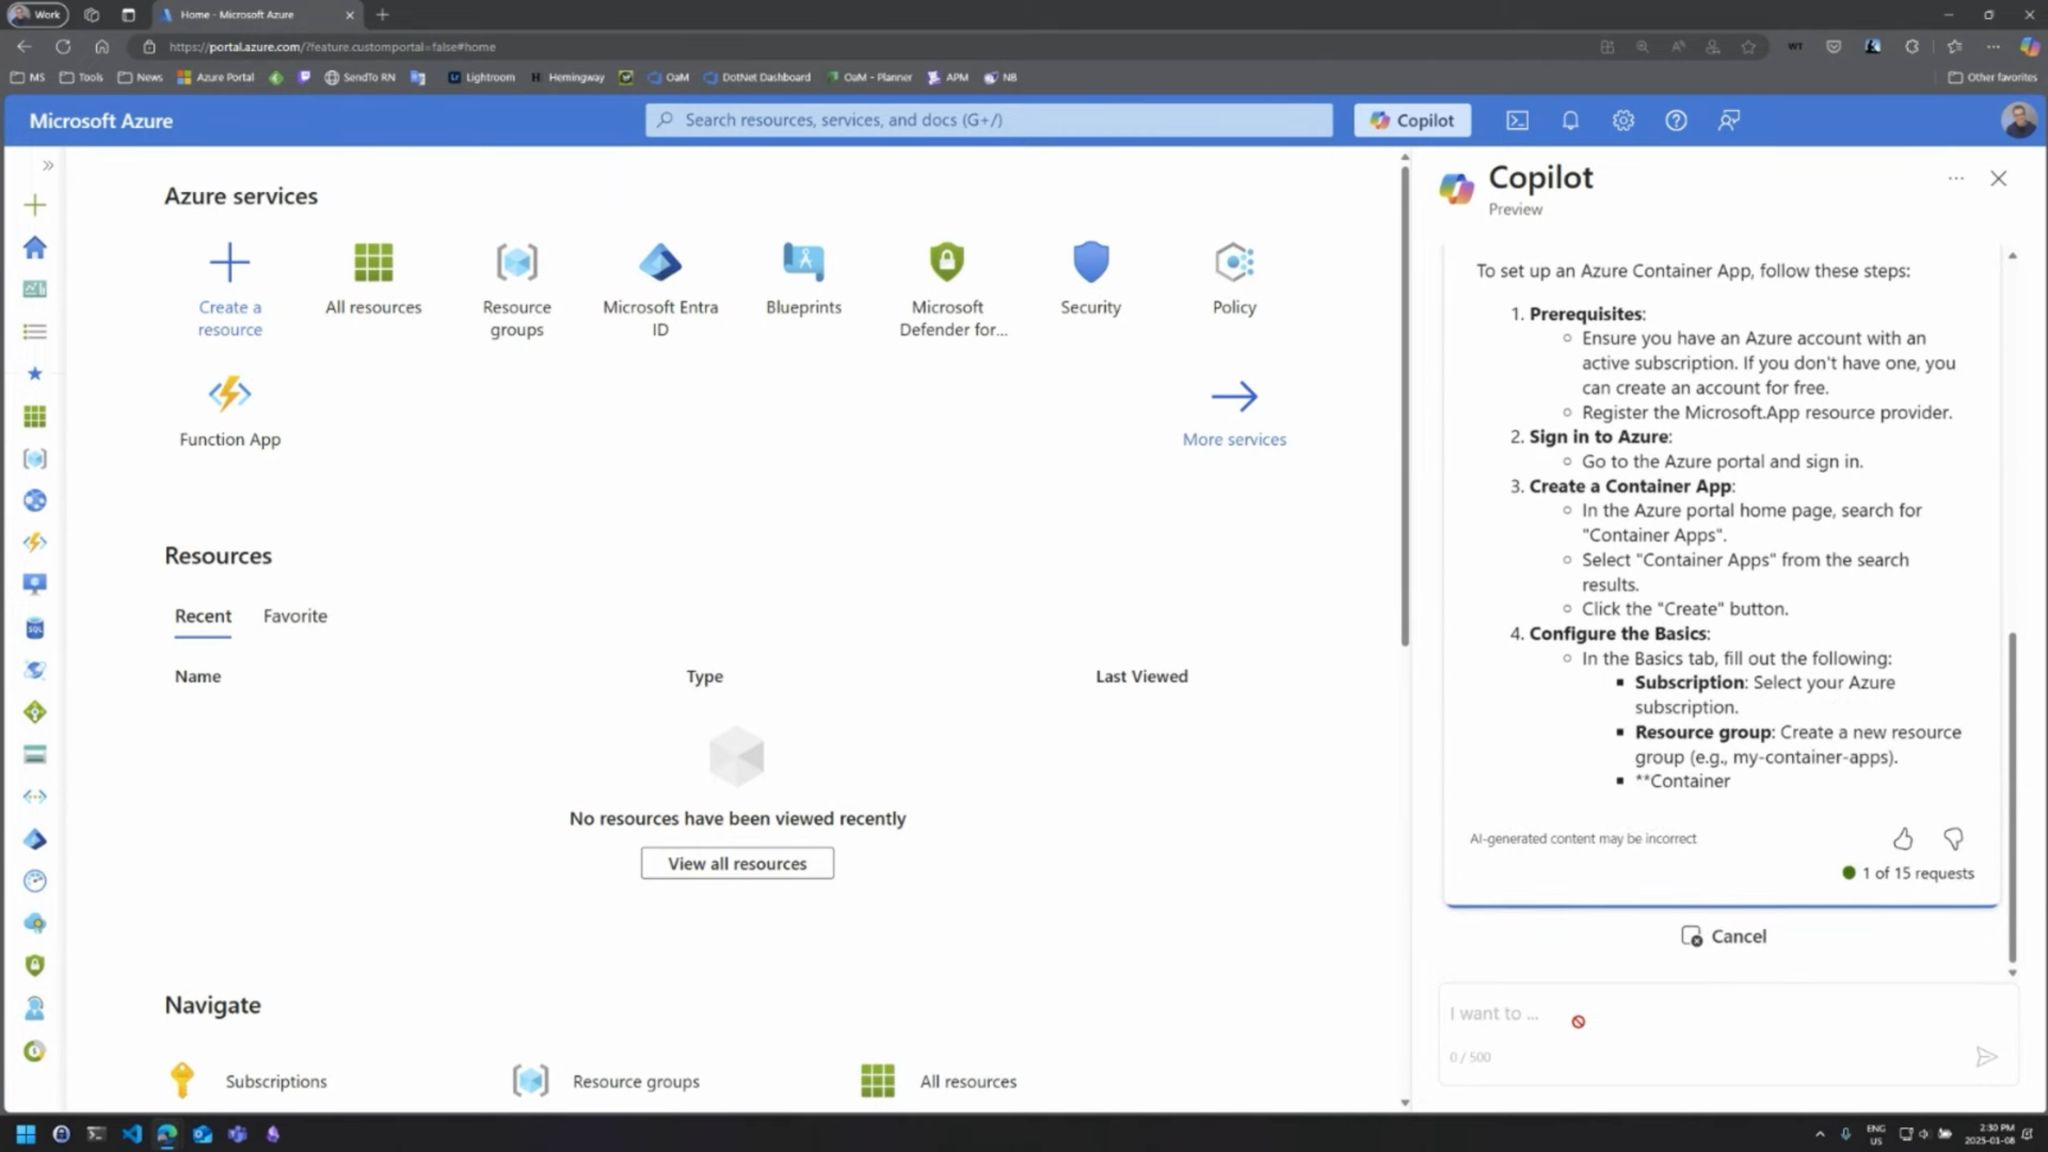 Work
Home - Microsoft Azure
https://portal.azure.com/?feature.customportal=false#home
WT
MS
Tools
News
Azure Portal
SendTo RN
Lightroom
Hemingway
OaM
DotNet Dashboard
OaM - Planner
APM
NB
Other favorites
Microsoft Azure
Search resources, services, and docs (G+/)
Copilot
Azure services
Create a
resource
All resources
Resource
groups
Microsoft Entra
ID
Blueprints
Microsoft
Defender for...
Security
Policy
Function App
More services
Resources
Recent
Favorite
Name
Type
Last Viewed
No resources have been viewed recently
View all resources
Navigate
Subscriptions
Resource groups
All resources
SQL
Copilot
Preview
To set up an Azure Container App, follow these steps:
1. Prerequisites:
Ensure you have an Azure account with an
active subscription. If you don't have one, you
can create an account for free.
Register the Microsoft.App resource provider.
2. Sign in to Azure:
Go to the Azure portal and sign in.
3. Create a Container App:
In the Azure portal home page, search for
"Container Apps".
Select "Container Apps" from the search
results.
Click the "Create" button.
4. Configure the Basics:
In the Basics tab, fill out the following:
Subscription: Select your Azure
subscription.
Resource group: Create a new resource
group (e.g., my-container-apps).
**Container
AI-generated content may be incorrect
1 of 15 requests
Cancel
I want to ...
0 / 500
ENG
US
2:30 PM
2025-01-08